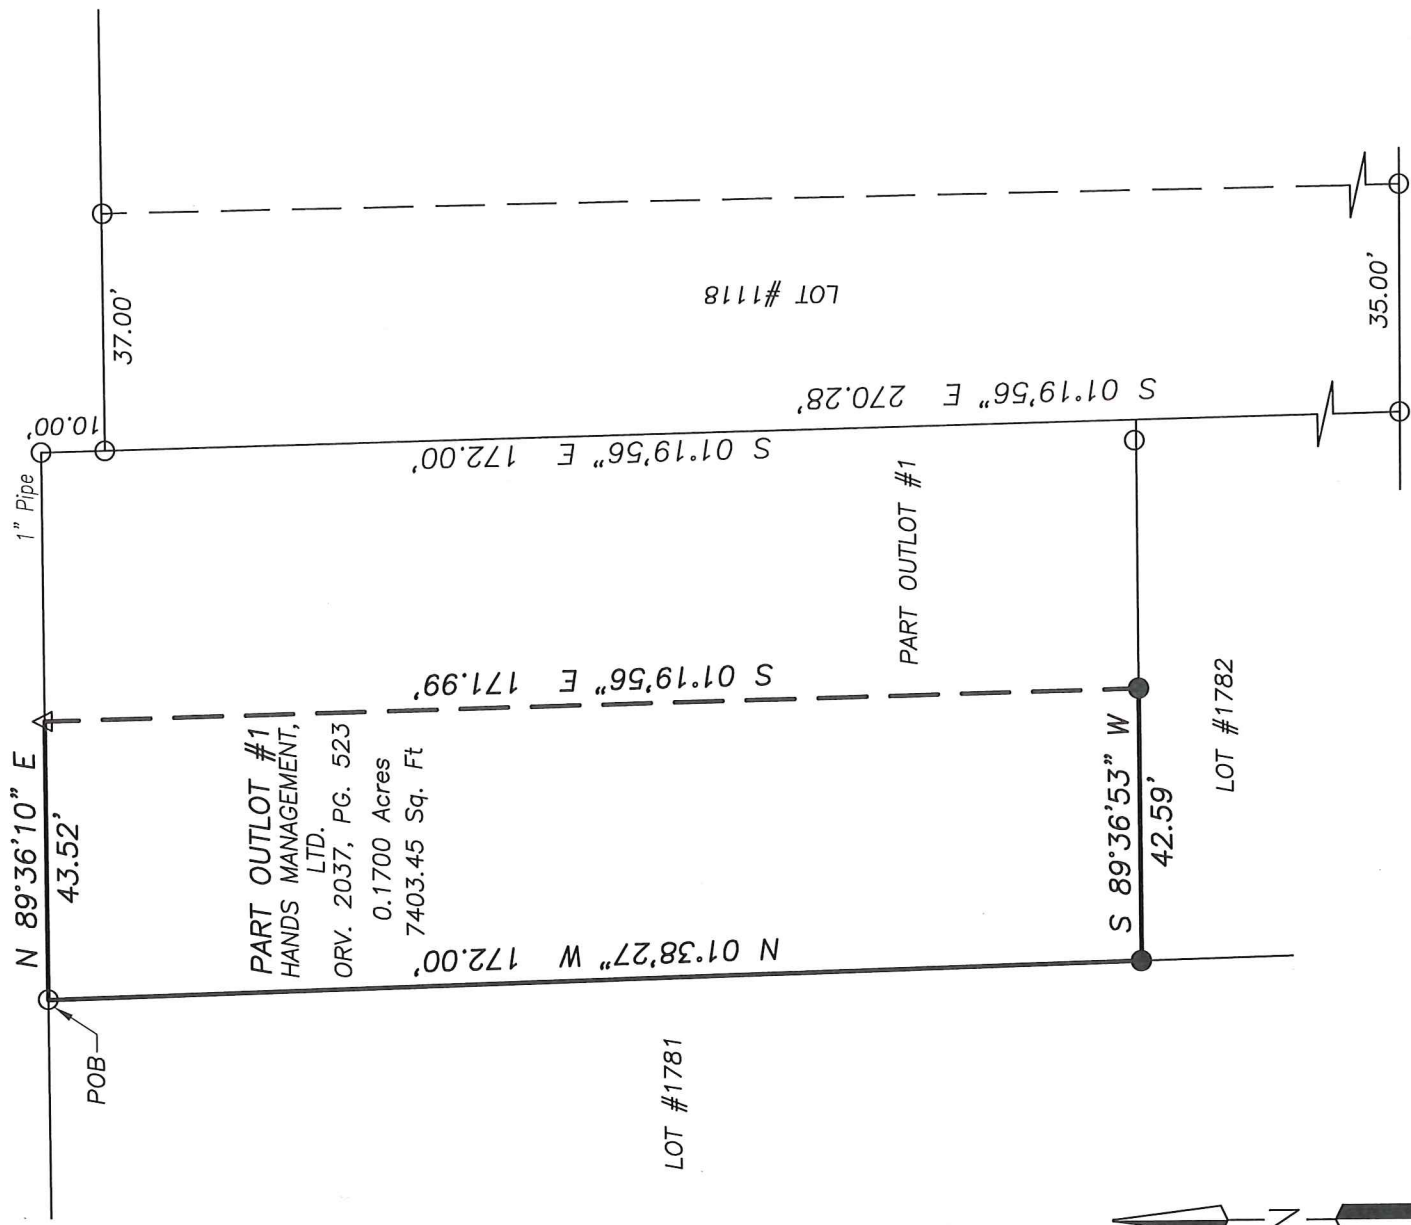 1" Pipe
10.00'
37.00'
LOT #1118
35.00'
S 01°19'56" E 270.28'
S 01°19'56" E 172.00'
PART OUTLOT #1
S 01°19'56" E 171.99'
N 89°36'10" E
43.52'
PART OUTLOT #1
HANDS MANAGEMENT,
LTD.
ORV. 2037, PG. 523
0.1700 Acres
7403.45 Sq. Ft
S 89°36'53" W
42.59'
LOT #1782
N 01°38'27" W 172.00'
POB
LOT #1781
N